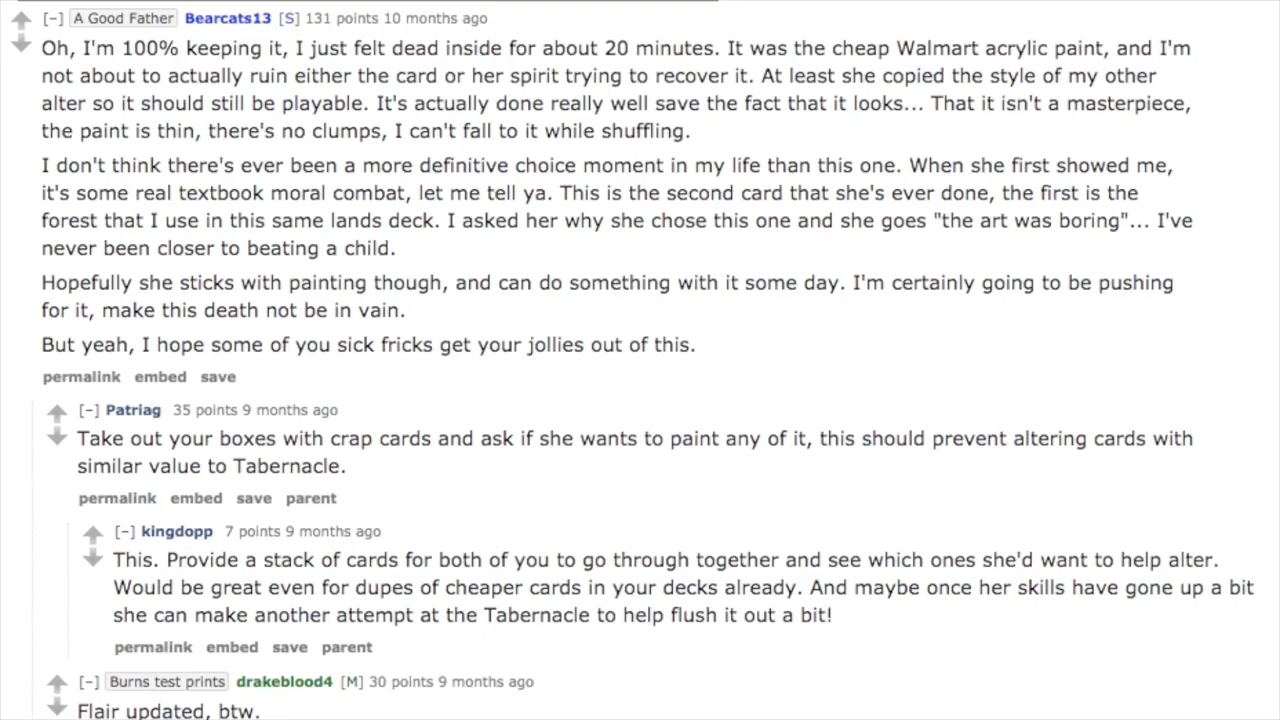 [-] A Good Father Bearcats13 [S] 131 points 10 months ago
Oh, I'm 100% keeping it, I just felt dead inside for about 20 minutes. It was the cheap Walmart acrylic paint, and I'm
not about to actually ruin either the card or her spirit trying to recover it. At least she copied the style of my other
alter so it should still be playable. It's actually done really well save the fact that it looks... That it isn't a masterpiece,
the paint is thin, there's no clumps, I can't fall to it while shuffling.
I don't think there's ever been a more definitive choice moment in my life than this one. When she first showed me,
it's some real textbook moral combat, let me tell ya. This is the second card that she's ever done, the first is the
forest that I use in this same lands deck. I asked her why she chose this one and she goes "the art was boring"... I've
never been closer to beating a child.
Hopefully she sticks with painting though, and can do something with it some day. I'm certainly going to be pushing
for it, make this death not be in vain.
But yeah, I hope some of you sick fricks get your jollies out of this.
permalink embed save
[-] Patriag 35 points 9 months ago
Take out your boxes with crap cards and ask if she wants to paint any of it, this should prevent altering cards with
similar value to Tabernacle.
permalink embed save parent
[-] kingdopp 7 points 9 months ago
This. Provide a stack of cards for both of you to go through together and see which ones she'd want to help alter.
Would be great even for dupes of cheaper cards in your decks already. And maybe once her skills have gone up a bit
she can make another attempt at the Tabernacle to help flush it out a bit!
permalink embed save parent
[-] Burns test prints drakeblood4 [M] 30 points 9 months ago
Flair updated, btw.